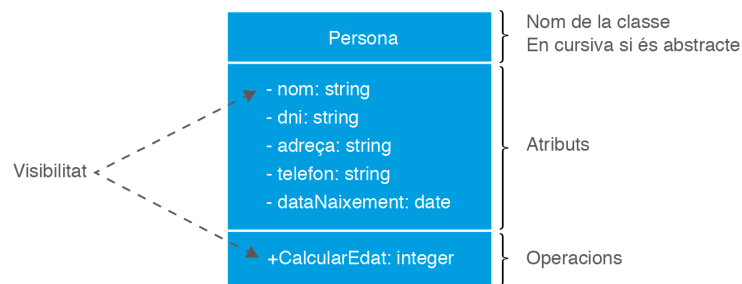 Persona
Nom de la classe
En cursiva si és abstracte
- nom: string
- dni: string
- adreça: string
- telefon: string
- dataNaixement: date
Atributs
Visibilitat
+CalcularEdat: integer
Operacions